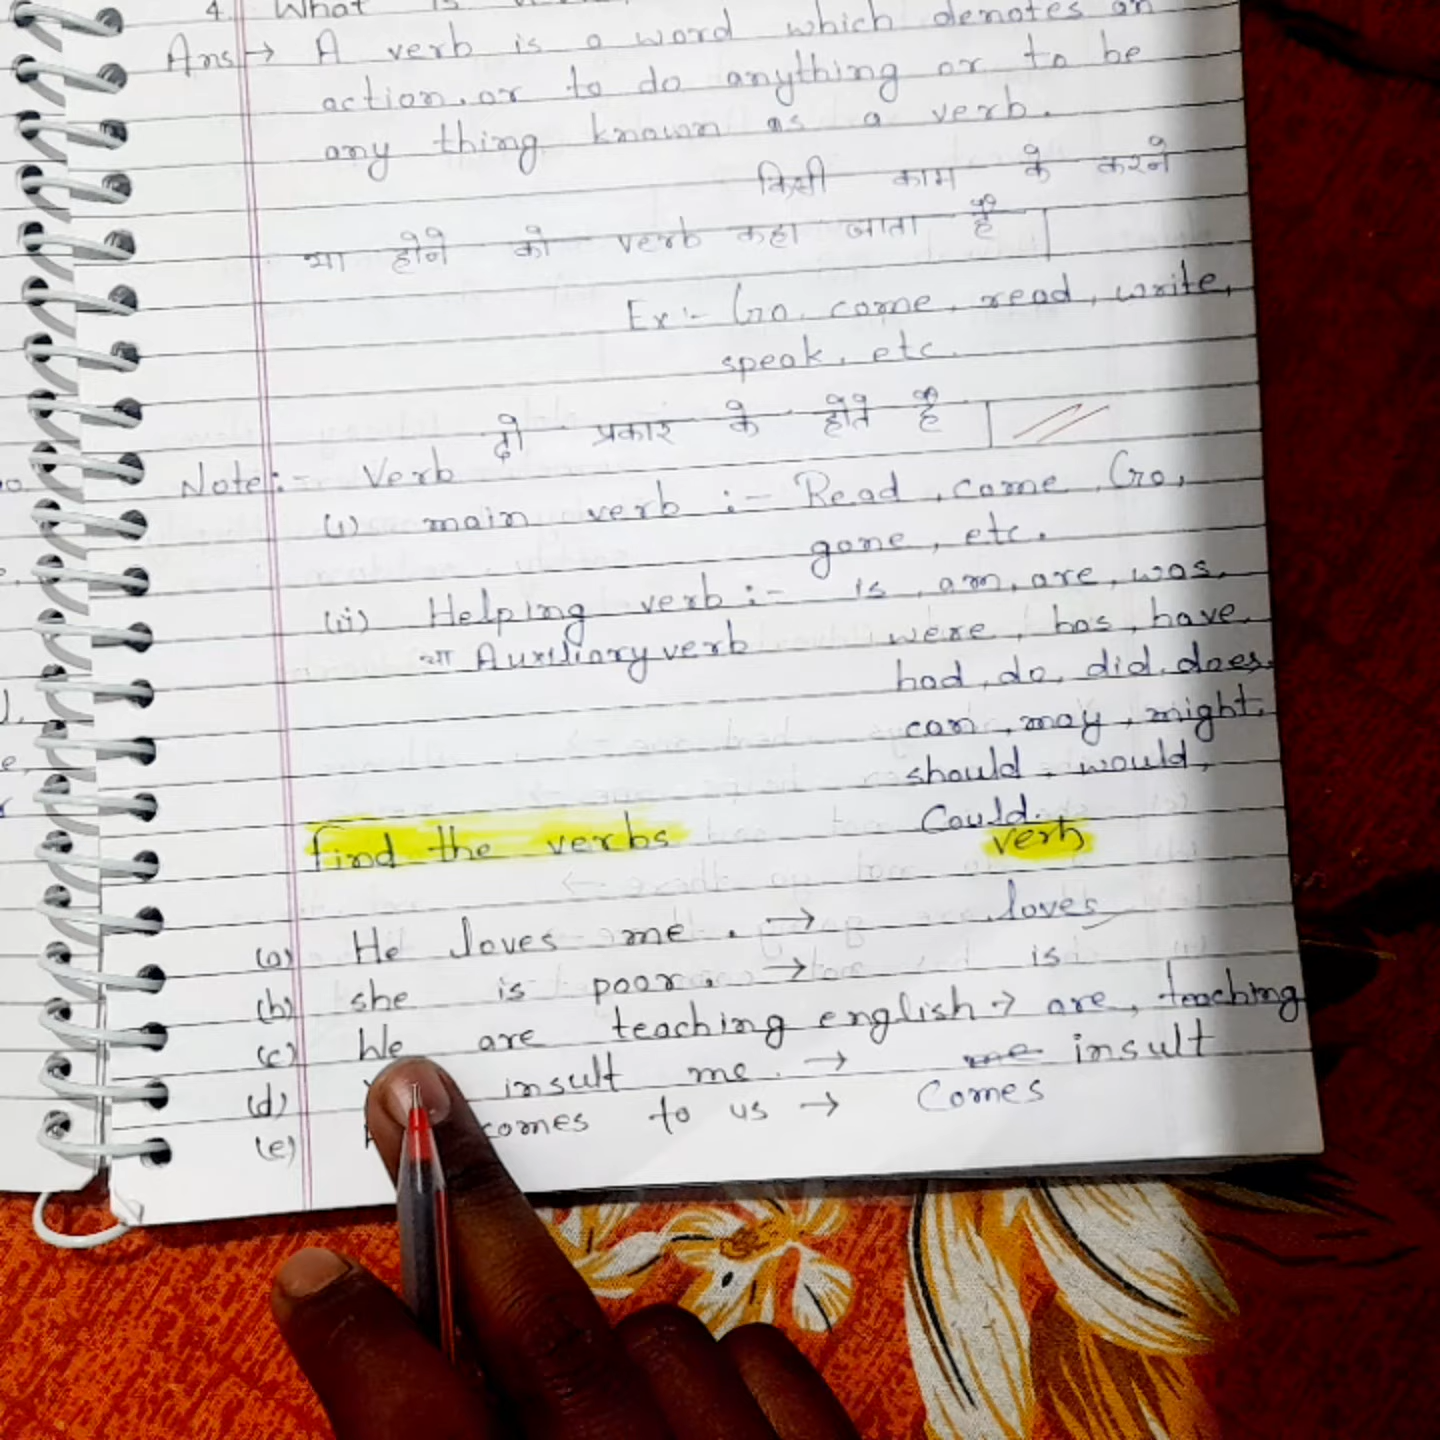 4. What is
Ans → A verb is a word which denotes an
action, or to do anything or to be
any thing known as a verb.
किसी काम के करने
या होने को verb कहा जाता है |
Ex :- Go, come, read, write,
speak, etc.
Note :- Verb दो प्रकार के होते है |
(i) main verb :- Read, come, Go,
gone, etc.
(ii) Helping verb :- is, am, are, was,
या Auxiliary verb were, has, have,
had, do, did, does,
can, may, might,
should, would,
Could.
find the verbs verb
(a) He loves me. → loves
(b) she is poor. → is
(c) We are teaching english → are, teaching
(d) insult me. → me insult
(e) comes to us → Comes